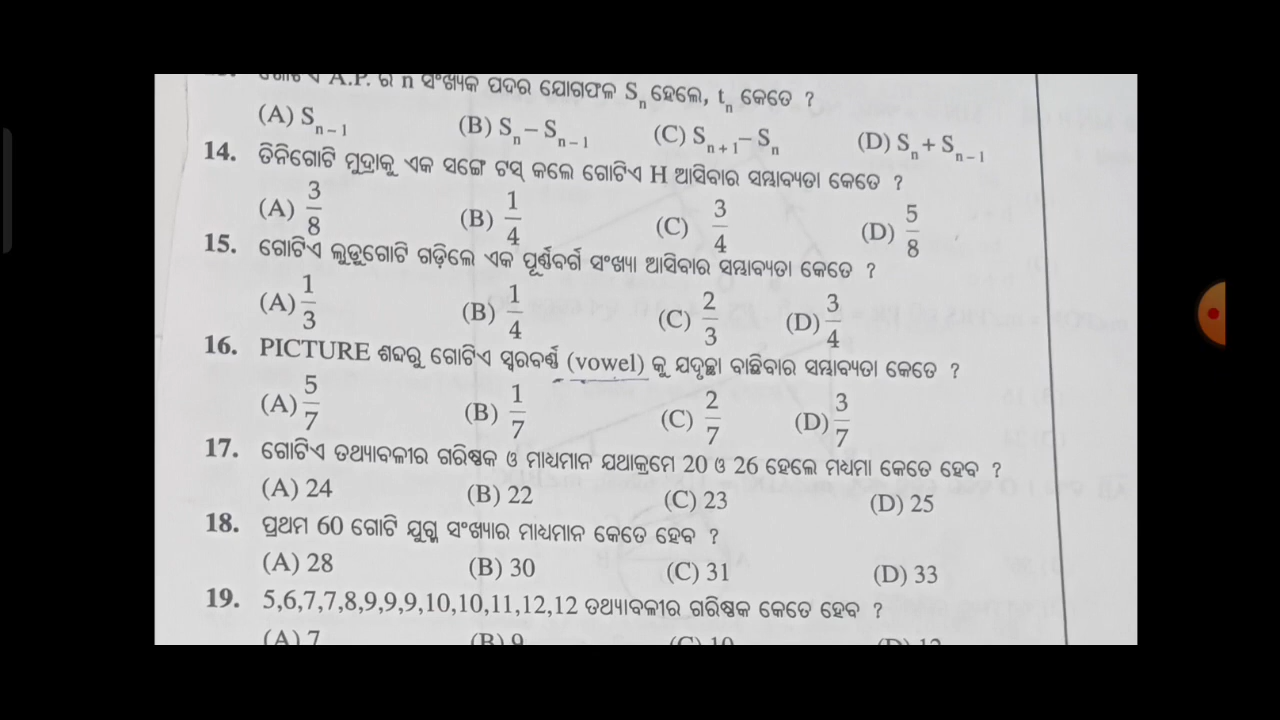 ଗୋଟିଏ A.P. ର n ସଂଖ୍ୟକ ପଦର ଯୋଗଫଳ Sₙ ହେଲେ, tₙ କେତେ ?
(A) Sₙ₋₁ (B) Sₙ – Sₙ₋₁ (C) Sₙ₊₁ – Sₙ (D) Sₙ + Sₙ₋₁
14. ତିନିଗୋଟି ମୁଦ୍ରାକୁ ଏକ ସଙ୍ଗେ ଟସ୍ କଲେ ଗୋଟିଏ H ଆସିବାର ସମ୍ଭାବ୍ୟତା କେତେ ?
(A) 3/8 (B) 1/4 (C) 3/4 (D) 5/8
15. ଗୋଟିଏ ଲୁଡୁଗୋଟି ଗଡ଼ିଲେ ଏକ ପୂର୍ଣ୍ଣବର୍ଗ ସଂଖ୍ୟା ଆସିବାର ସମ୍ଭାବ୍ୟତା କେତେ ?
(A) 1/3 (B) 1/4 (C) 2/3 (D) 3/4
16. PICTURE ଶବ୍ଦରୁ ଗୋଟିଏ ସ୍ୱରବର୍ଣ୍ଣ (vowel) କୁ ଯଦୃଚ୍ଛା ବାଛିବାର ସମ୍ଭାବ୍ୟତା କେତେ ?
(A) 5/7 (B) 1/7 (C) 2/7 (D) 3/7
17. ଗୋଟିଏ ତଥ୍ୟାବଳୀର ଗରିଷ୍ଠକ ଓ ମାଧ୍ୟମାନ ଯଥାକ୍ରମେ 20 ଓ 26 ହେଲେ ମଧ୍ୟମା କେତେ ହେବ ?
(A) 24 (B) 22 (C) 23 (D) 25
18. ପ୍ରଥମ 60 ଗୋଟି ଯୁଗ୍ମ ସଂଖ୍ୟାର ମାଧ୍ୟମାନ କେତେ ହେବ ?
(A) 28 (B) 30 (C) 31 (D) 33
19. 5,6,7,7,8,9,9,9,10,10,11,12,12 ତଥ୍ୟାବଳୀର ଗରିଷ୍ଠକ କେତେ ହେବ ?
(A) 7 (B) 9 (C) 10 (D) 12